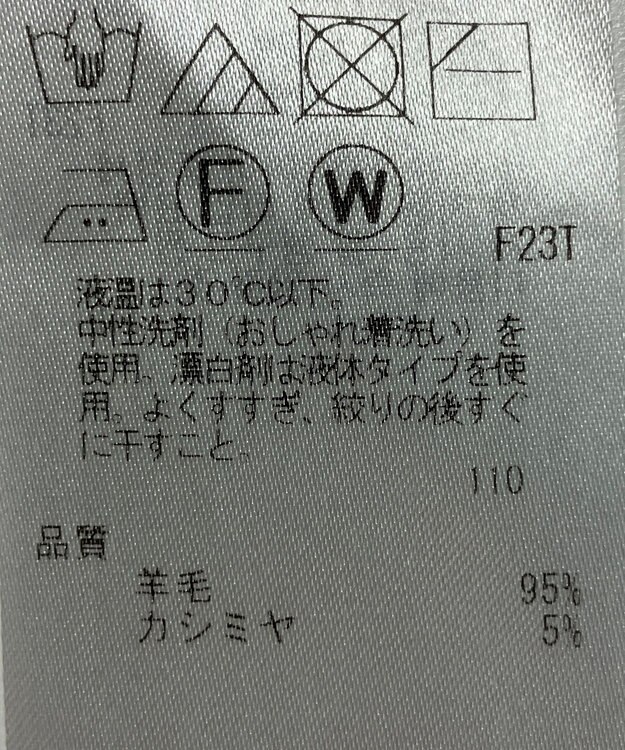 F
W
F23T
液温は30℃以下。
中性洗剤（おしゃれ着洗い）を
使用。漂白剤は液体タイプを使
用。よくすすぎ、絞りの後すぐ
に干すこと。
110
品質
羊毛 95%
カシミヤ 5%